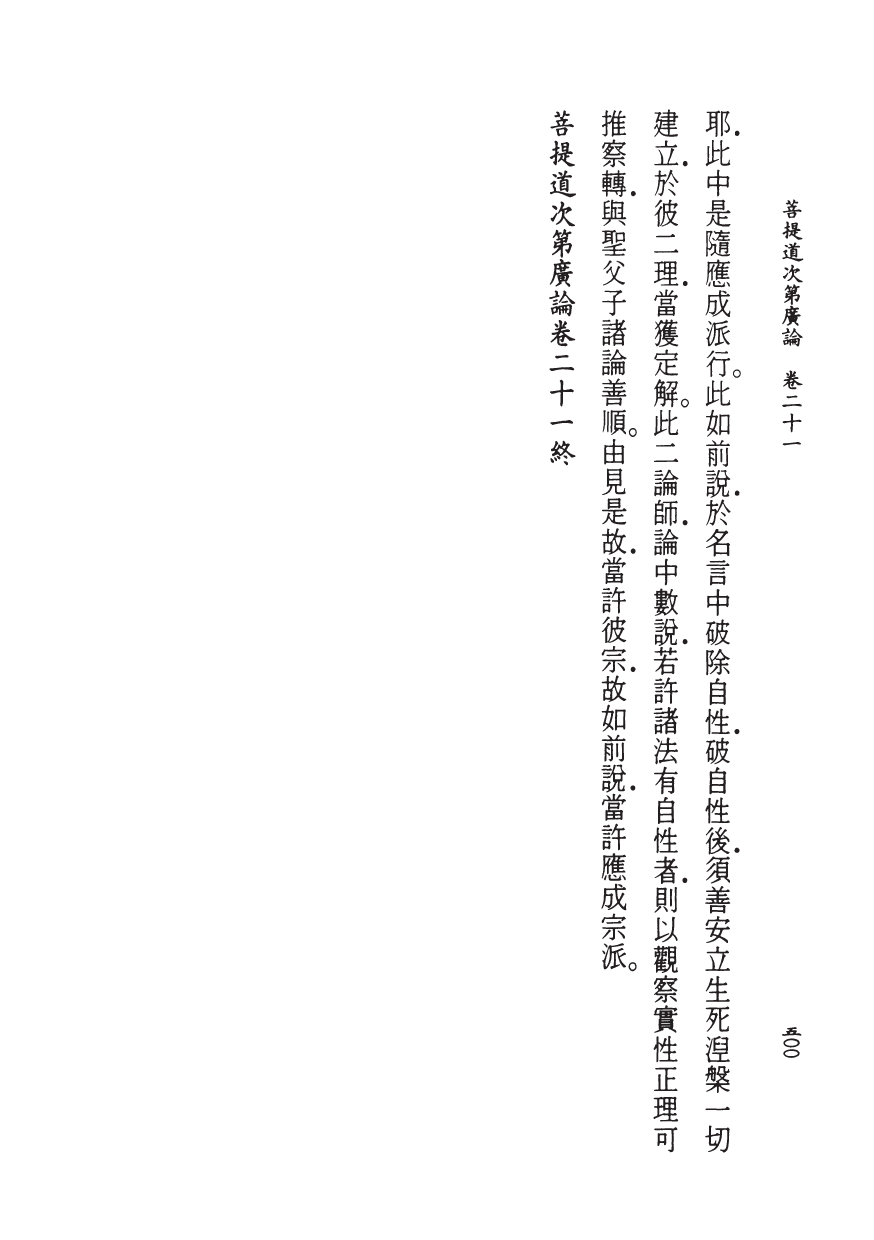 菩提道次第廣論　卷二十一
五〇〇
耶．此中是隨應成派行。此如前說．於名言中破除自性．破自性後．須善安立生死涅槃一切
建立．於彼二理．當獲定解。此二論師．論中數說．若許諸法有自性者．則以觀察實性正理可
推察轉．與聖父子諸論善順。由見是故．當許彼宗．故如前說．當許應成宗派。
菩提道次第廣論卷二十一終